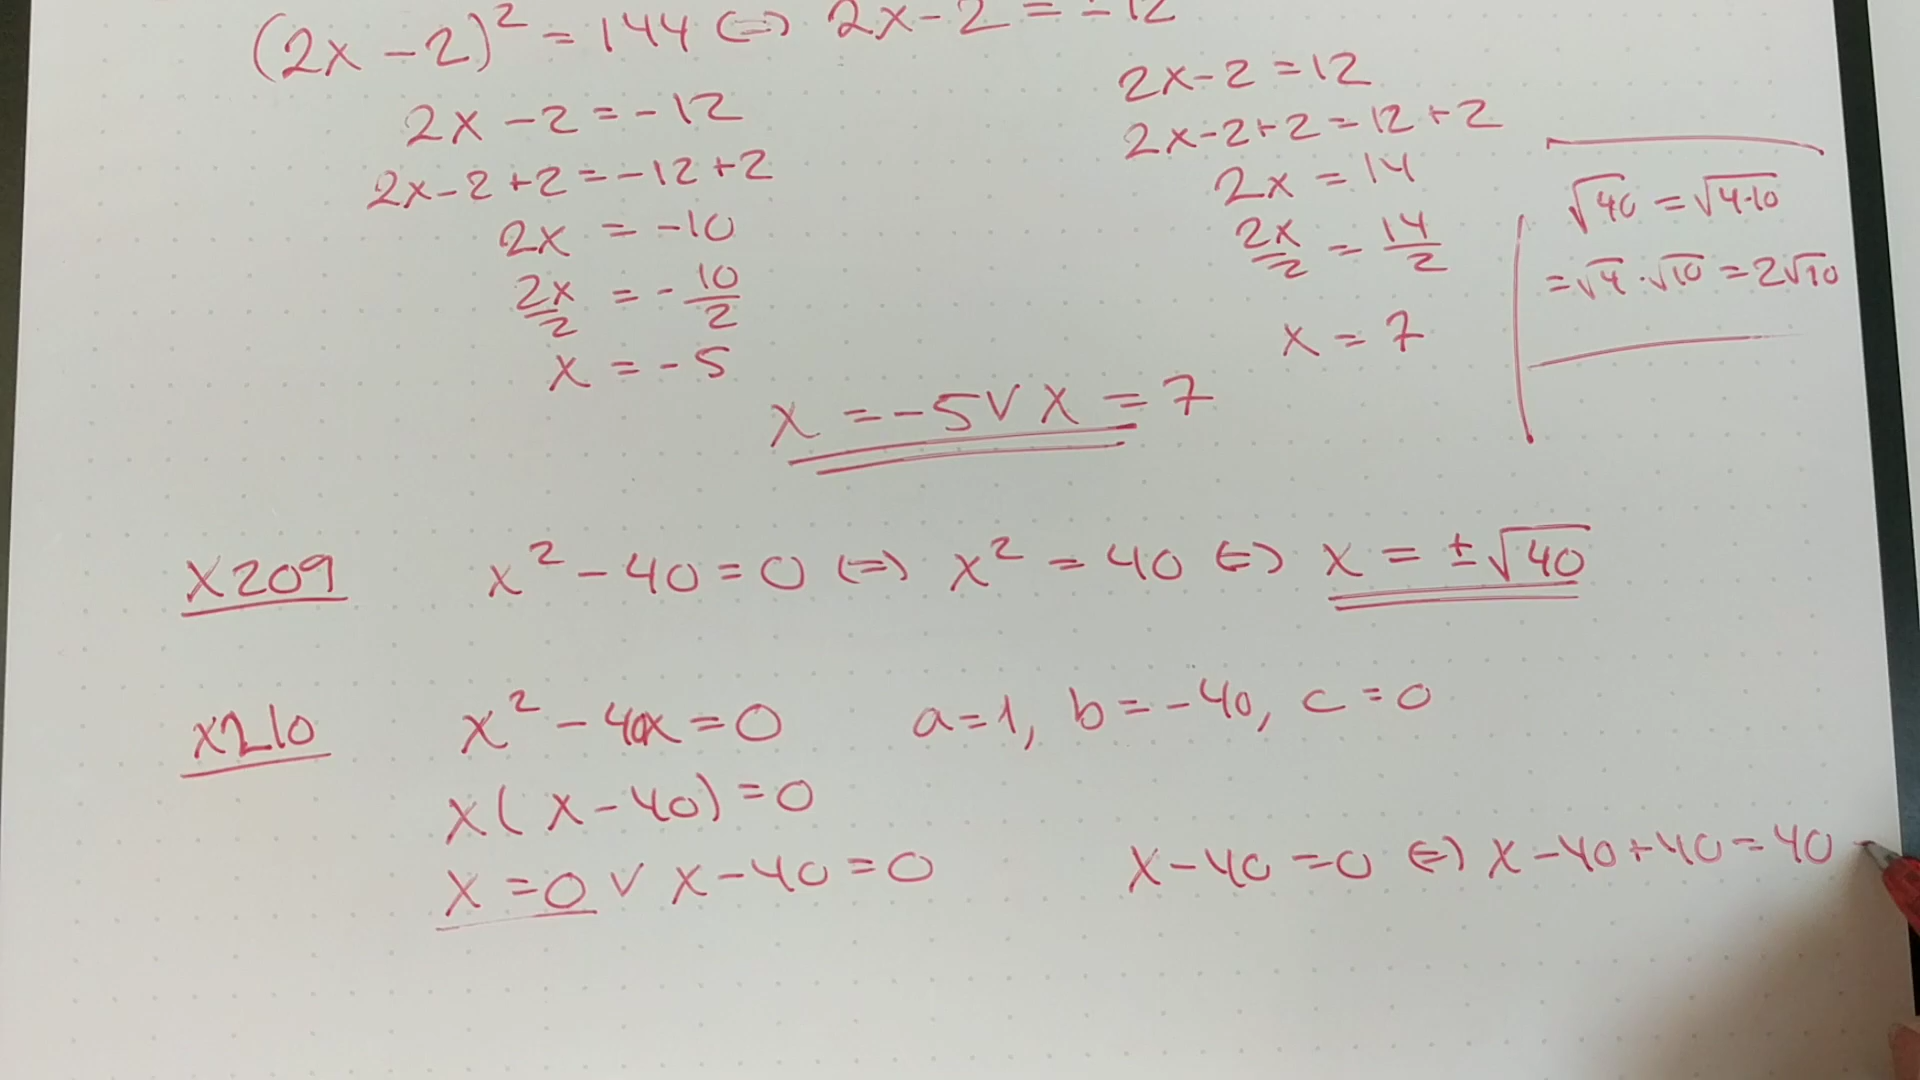 (2x-2)² = 144 ⇔ 2x-2 = ±12
2x-2 = -12
2x-2+2 = -12+2
2x = -10
2x/2 = -10/2
x = -5
2x-2 = 12
2x-2+2 = 12+2
2x = 14
2x/2 = 14/2
x = 7
√40 = √4·10
= √4·√10 = 2√10
x = -5 ∨ x = 7
X209 x²-40 = 0 ⇔ x² = 40 ⇔ x = ±√40
X210 x²-40x = 0 a=1, b=-40, c=0
x(x-40) = 0
x = 0 ∨ x-40 = 0 x-40 = 0 ⇔ x-40+40 = 40